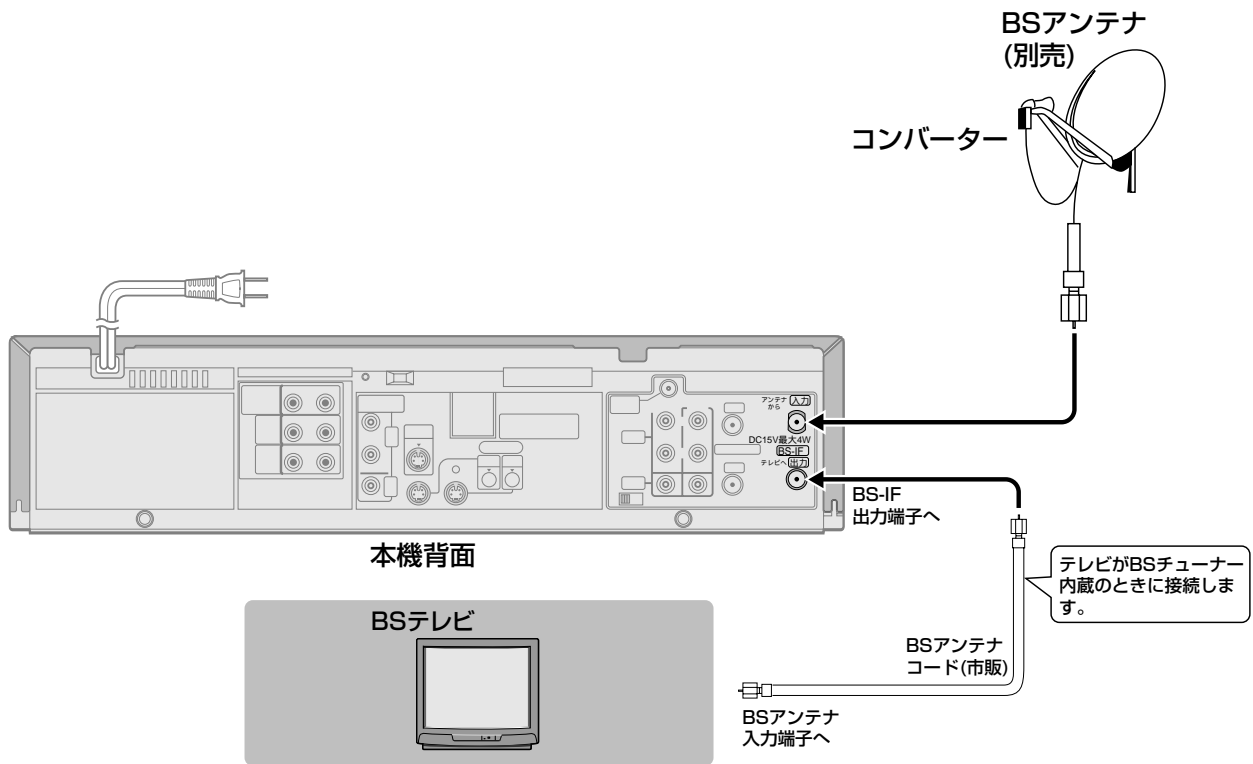 BSアンテナ
(別売)
コンバーター
アンテナ 入力
から
DC15V最大4W
BS-IF
テレビへ 出力
BS-IF
出力端子へ
本機背面
テレビがBSチューナー
内蔵のときに接続しま
す。
BSテレビ
BSアンテナ
コード(市販)
BSアンテナ
入力端子へ